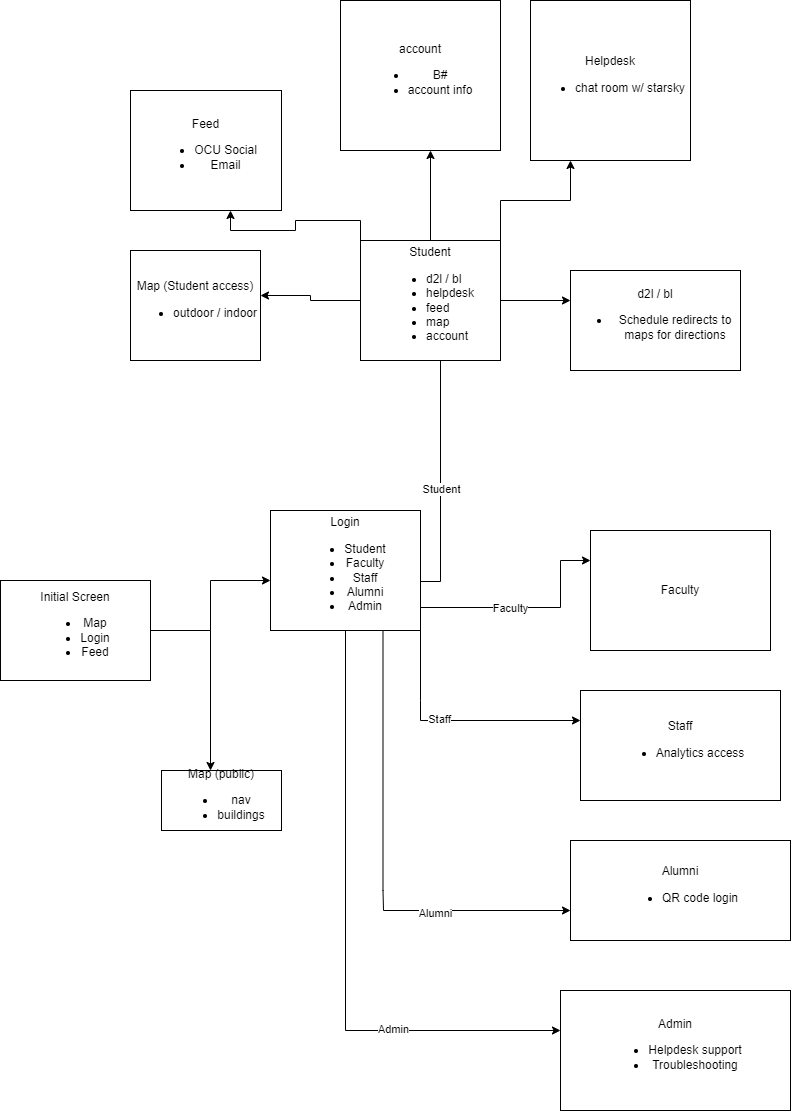 account
B#
account info
Helpdesk
chat room w/ starsky
Feed
OCU Social
Email
Student
d2l / bl
helpdesk
feed
map
account
Map (Student access)
outdoor / indoor
d2l / bl
Schedule redirects to
maps for directions
Student
Login
Student
Faculty
Staff
Alumni
Admin
Faculty
Faculty
Initial Screen
Map
Login
Feed
Staff
Staff
Analytics access
Map (public)
nav
buildings
Alumni
QR code login
Alumni
Admin
Admin
Helpdesk support
Troubleshooting